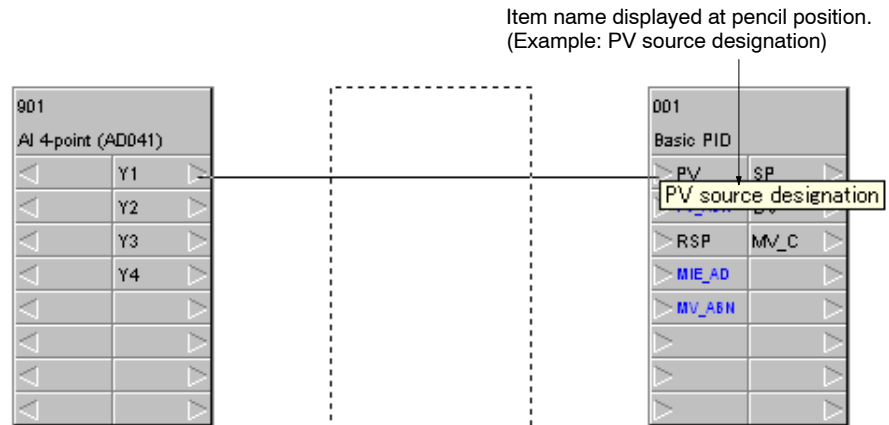 Item name displayed at pencil position.
(Example: PV source designation)
901
AI 4-point (AD041)
Y1
Y2
Y3
Y4
001
Basic PID
PV SP
PV source designation
RSP MV_C
MIE_AD
MV_ABN